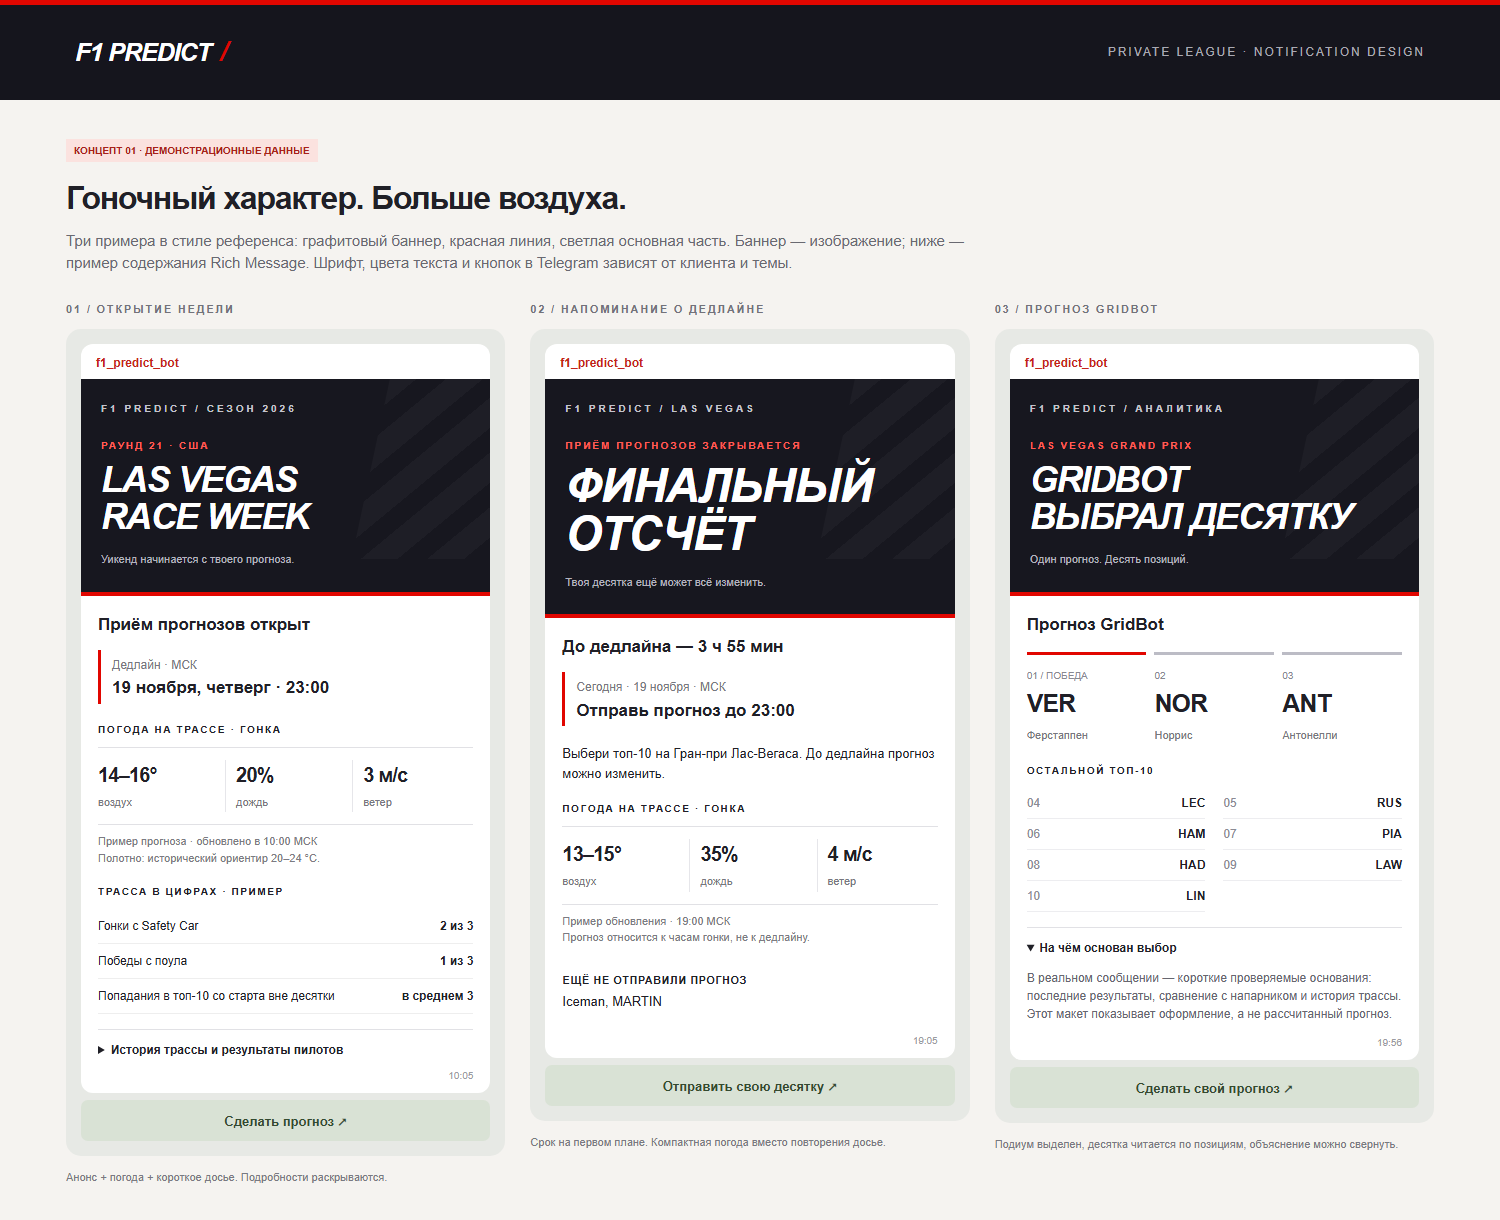 F1 PREDICT /
PRIVATE LEAGUE · NOTIFICATION DESIGN
КОНЦЕПТ 01 · ДЕМОНСТРАЦИОННЫЕ ДАННЫЕ
Гоночный характер. Больше воздуха.
Три примера в стиле референса: графитовый баннер, красная линия, светлая основная часть. Баннер — изображение; ниже —
пример содержания Rich Message. Шрифт, цвета текста и кнопок в Telegram зависят от клиента и темы.
01 / ОТКРЫТИЕ НЕДЕЛИ
f1_predict_bot
F1 PREDICT / СЕЗОН 2026
РАУНД 21 · США
LAS VEGAS
RACE WEEK
Уикенд начинается с твоего прогноза.
Приём прогнозов открыт
Дедлайн · МСК
19 ноября, четверг · 23:00
ПОГОДА НА ТРАССЕ · ГОНКА
14–16° 20% 3 м/с
воздух дождь ветер
Пример прогноза · обновлено в 10:00 МСК
Полотно: исторический ориентир 20–24 °C.
ТРАССА В ЦИФРАХ · ПРИМЕР
Гонки с Safety Car 2 из 3
Победы с поула 1 из 3
Попадания в топ-10 со старта вне десятки в среднем 3
▶ История трассы и результаты пилотов
10:05
Сделать прогноз ↗
Анонс + погода + короткое досье. Подробности раскрываются.
02 / НАПОМИНАНИЕ О ДЕДЛАЙНЕ
f1_predict_bot
F1 PREDICT / LAS VEGAS
ПРИЁМ ПРОГНОЗОВ ЗАКРЫВАЕТСЯ
ФИНАЛЬНЫЙ
ОТСЧЁТ
Твоя десятка ещё может всё изменить.
До дедлайна — 3 ч 55 мин
Сегодня · 19 ноября · МСК
Отправь прогноз до 23:00
Выбери топ-10 на Гран-при Лас-Вегаса. До дедлайна прогноз
можно изменить.
ПОГОДА НА ТРАССЕ · ГОНКА
13–15° 35% 4 м/с
воздух дождь ветер
Пример обновления · 19:00 МСК
Прогноз относится к часам гонки, не к дедлайну.
ЕЩЁ НЕ ОТПРАВИЛИ ПРОГНОЗ
Iceman, MARTIN
19:05
Отправить свою десятку ↗
Срок на первом плане. Компактная погода вместо повторения досье.
03 / ПРОГНОЗ GRIDBOT
f1_predict_bot
F1 PREDICT / АНАЛИТИКА
LAS VEGAS GRAND PRIX
GRIDBOT
ВЫБРАЛ ДЕСЯТКУ
Один прогноз. Десять позиций.
Прогноз GridBot
01 / ПОБЕДА 02 03
VER NOR ANT
Ферстаппен Норрис Антонелли
ОСТАЛЬНОЙ ТОП-10
04 LEC 05 RUS
06 HAM 07 PIA
08 HAD 09 LAW
10 LIN
▼ На чём основан выбор
В реальном сообщении — короткие проверяемые основания:
последние результаты, сравнение с напарником и история трассы.
Этот макет показывает оформление, а не рассчитанный прогноз.
19:56
Сделать свой прогноз ↗
Подиум выделен, десятка читается по позициям, объяснение можно свернуть.